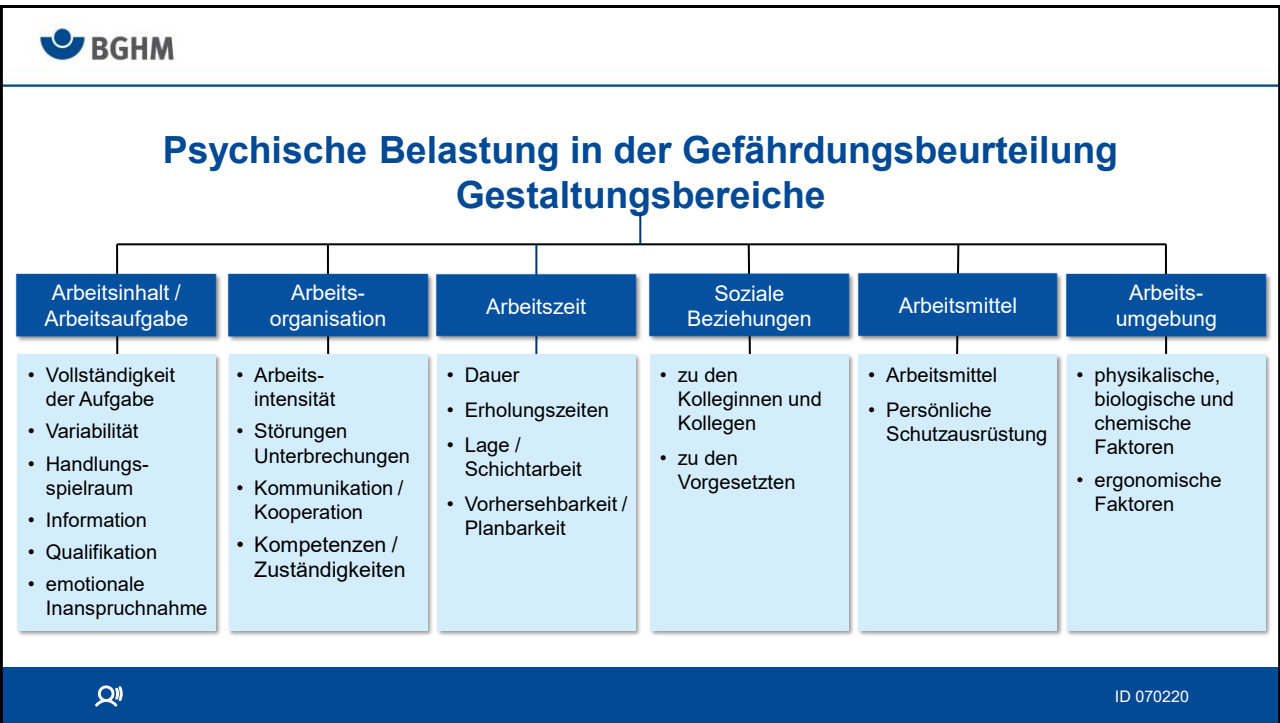 BGHM
Psychische Belastung in der Gefährdungsbeurteilung
Gestaltungsbereiche
Arbeitsinhalt /
Arbeitsaufgabe
• Vollständigkeit
der Aufgabe
• Variabilität
• Handlungs-
spielraum
• Information
• Qualifikation
• emotionale
Inanspruchnahme
Arbeits-
organisation
• Arbeits-
intensität
• Störungen
Unterbrechungen
• Kommunikation /
Kooperation
• Kompetenzen /
Zuständigkeiten
Arbeitszeit
• Dauer
• Erholungszeiten
• Lage /
Schichtarbeit
• Vorhersehbarkeit /
Planbarkeit
Soziale
Beziehungen
• zu den
Kolleginnen und
Kollegen
• zu den
Vorgesetzten
Arbeitsmittel
• Arbeitsmittel
• Persönliche
Schutzausrüstung
Arbeits-
umgebung
• physikalische,
biologische und
chemische
Faktoren
• ergonomische
Faktoren
ID 070220